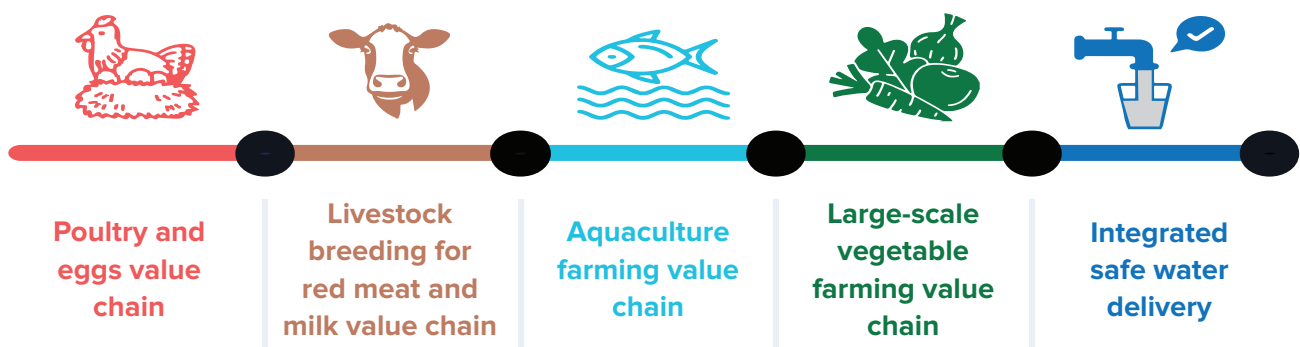 Poultry and
eggs value
chain
Livestock
breeding for
red meat and
milk value chain
Aquaculture
farming value
chain
Large-scale
vegetable
farming value
chain
Integrated
safe water
delivery